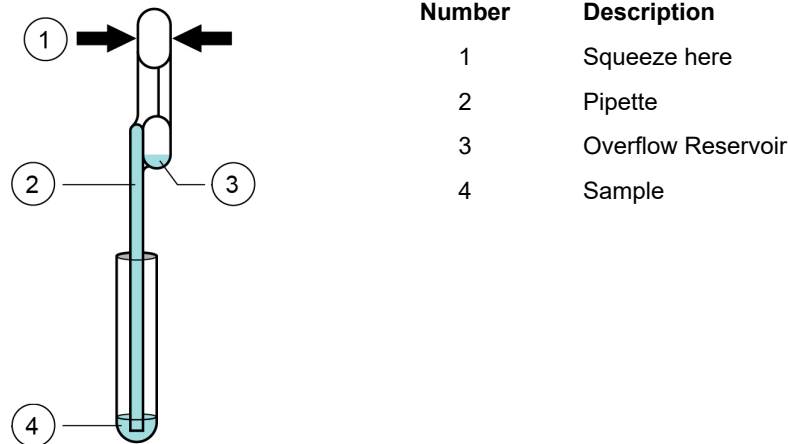 Number Description
1 Squeeze here
2 Pipette
3 Overflow Reservoir
4 Sample
1
2
3
4